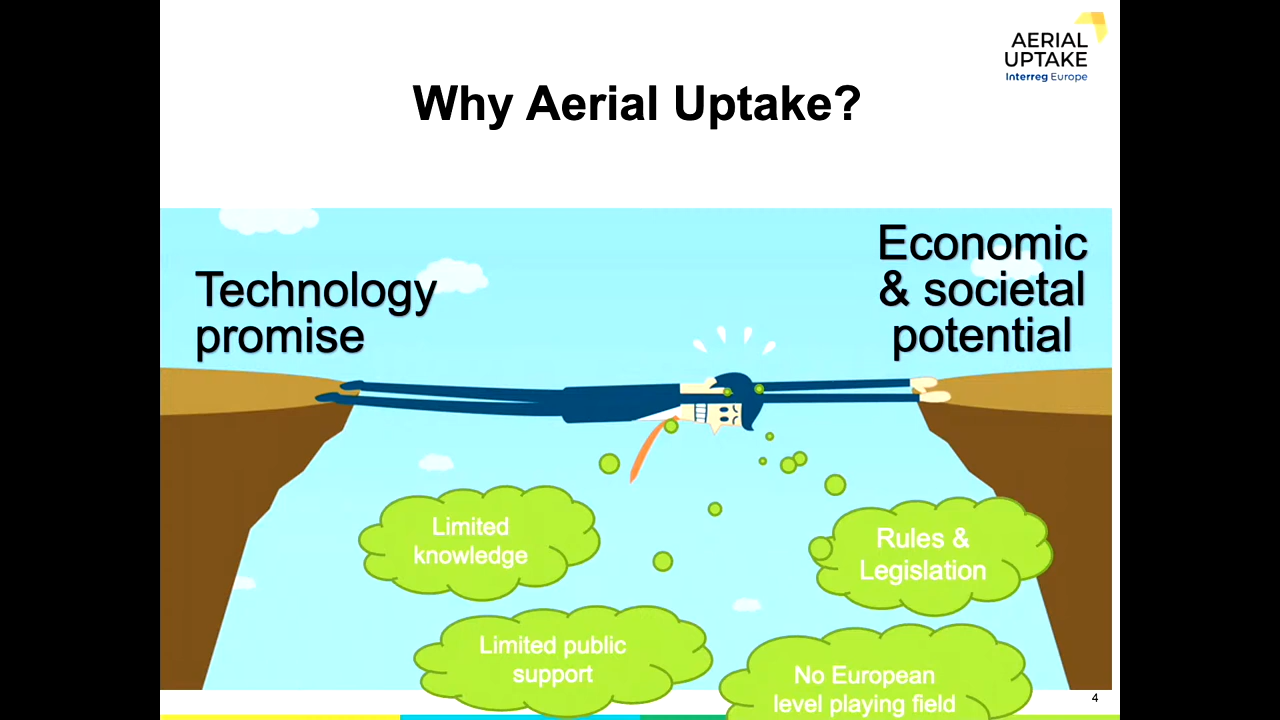 AERIAL
UPTAKE
Interreg Europe
Why Aerial Uptake?
Technology
promise
Economic
& societal
potential
Limited
knowledge
Rules &
Legislation
Limited public
support
No European
level playing field
4